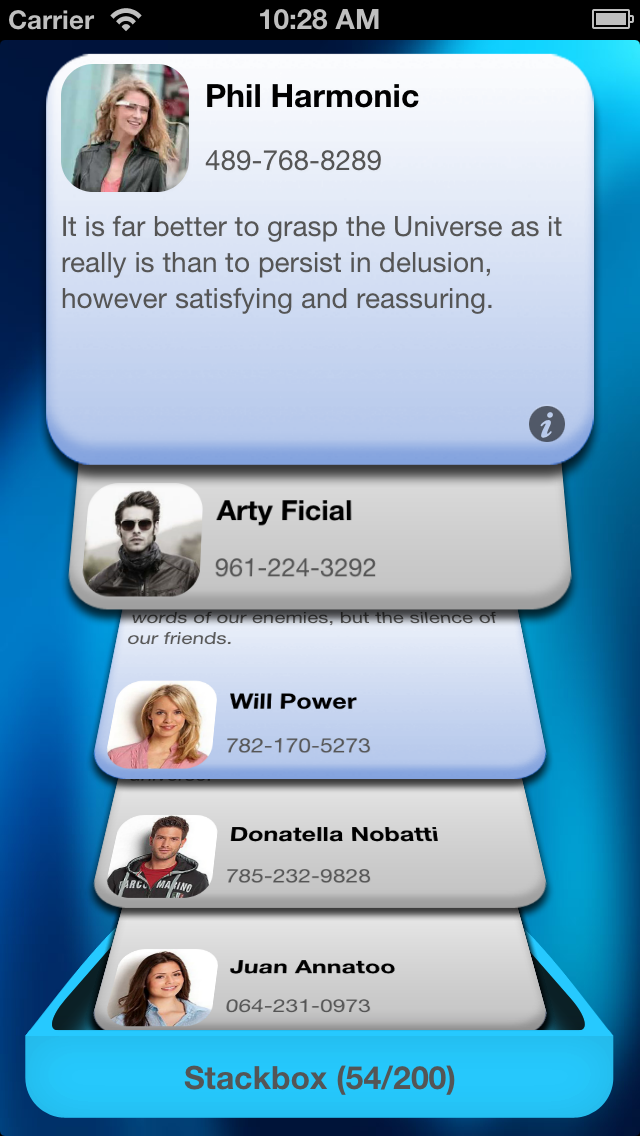 Carrier 10:28 AM
Phil Harmonic
489-768-8289
It is far better to grasp the Universe as it
really is than to persist in delusion,
however satisfying and reassuring.
i
Arty Ficial
961-224-3292
words of our enemies, but the silence of
our friends.
Will Power
782-170-5273
Donatella Nobatti
MARINO
785-232-9828
Juan Annatoo
064-231-0973
Stackbox (54/200)